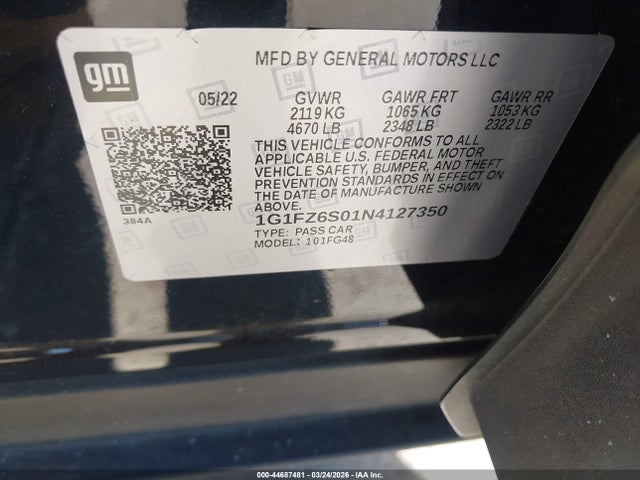 gm
MFD BY GENERAL MOTORS LLC
05/22 GVWR GAWR FRT GAWR RR
2119 KG 1065 KG 1053 KG
4670 LB 2348 LB 2322 LB
THIS VEHICLE CONFORMS TO ALL
APPLICABLE U.S. FEDERAL MOTOR
VEHICLE SAFETY, BUMPER, AND THEFT
PREVENTION STANDARDS IN EFFECT ON
THE DATE OF MANUFACTURE SHOWN
ABOVE.
384A
1G1FZ6S01N4127350
TYPE: PASS CAR
MODEL: 101FG48
000-44687481 - 03/24/2026 - IAA Inc.